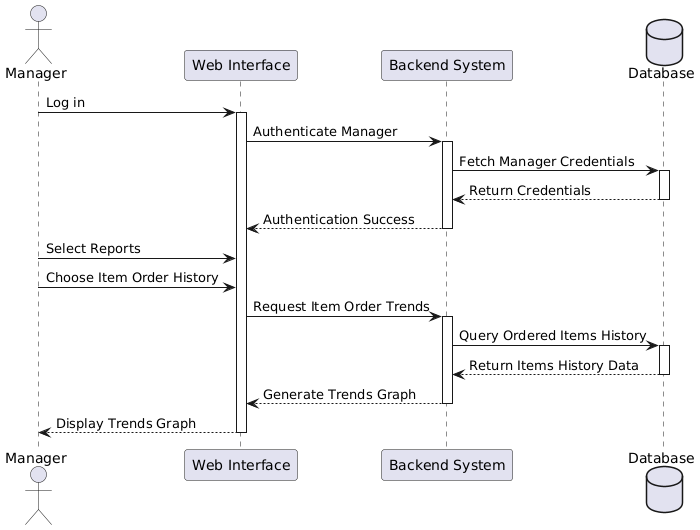 Manager
Web Interface
Backend System
Database
Log in
Authenticate Manager
Fetch Manager Credentials
Return Credentials
Authentication Success
Select Reports
Choose Item Order History
Request Item Order Trends
Query Ordered Items History
Return Items History Data
Generate Trends Graph
Display Trends Graph
Manager
Web Interface
Backend System
Database